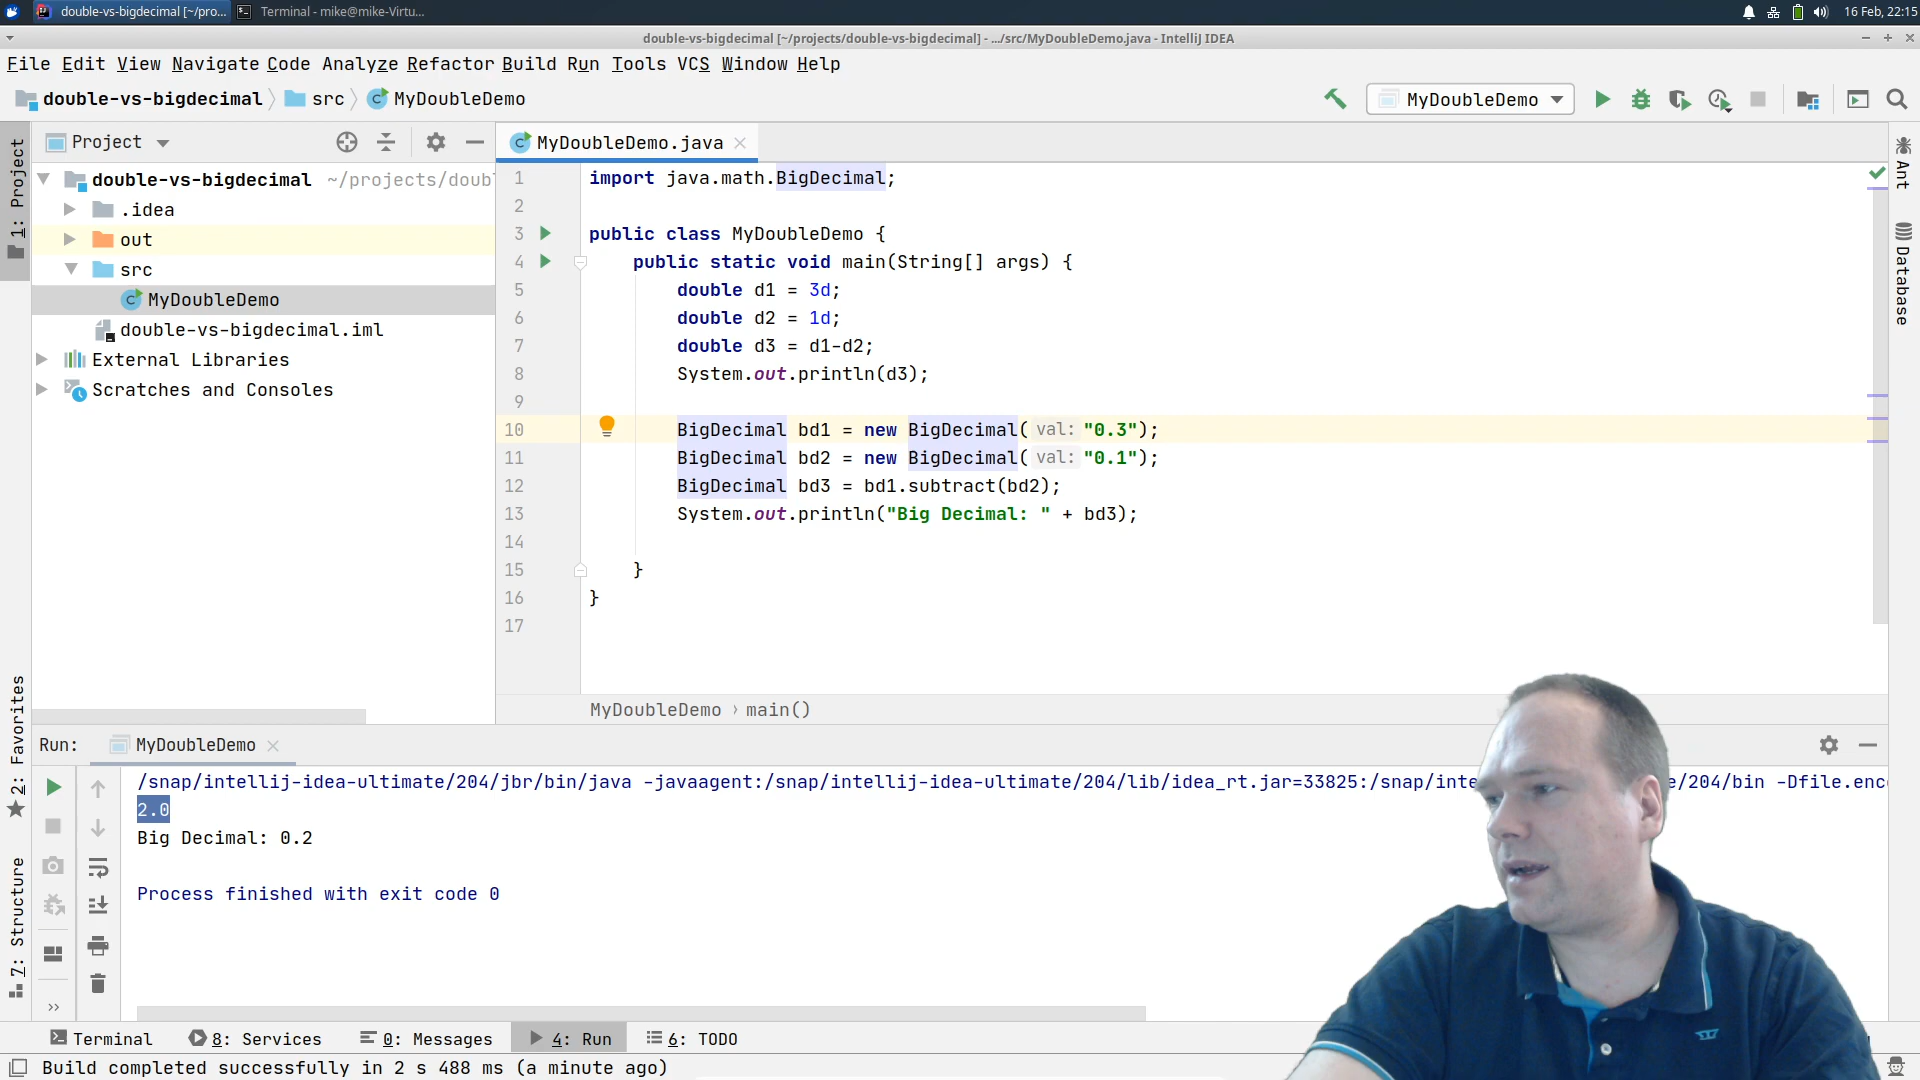 double-vs-bigdecimal [~/pro...
Terminal - mike@mike-Virtu...
16 Feb, 22:15
double-vs-bigdecimal [~/projects/double-vs-bigdecimal] - .../src/MyDoubleDemo.java - IntelliJ IDEA
File Edit View Navigate Code Analyze Refactor Build Run Tools VCS Window Help
double-vs-bigdecimal src MyDoubleDemo
MyDoubleDemo
Project
MyDoubleDemo.java
1: Project
double-vs-bigdecimal ~/projects/doub
.idea
out
src
MyDoubleDemo
double-vs-bigdecimal.iml
External Libraries
Scratches and Consoles
1 import java.math.BigDecimal;
2
3 public class MyDoubleDemo {
4 public static void main(String[] args) {
5 double d1 = 3d;
6 double d2 = 1d;
7 double d3 = d1-d2;
8 System.out.println(d3);
9
10 BigDecimal bd1 = new BigDecimal( val: "0.3");
11 BigDecimal bd2 = new BigDecimal( val: "0.1");
12 BigDecimal bd3 = bd1.subtract(bd2);
13 System.out.println("Big Decimal: " + bd3);
14
15 }
16 }
17
Ant
Database
MyDoubleDemo › main()
2: Favorites
7: Structure
Run: MyDoubleDemo
/snap/intellij-idea-ultimate/204/jbr/bin/java -javaagent:/snap/intellij-idea-ultimate/204/lib/idea_rt.jar=33825:/snap/inte e/204/bin -Dfile.enc
2.0
Big Decimal: 0.2
Process finished with exit code 0
Terminal 8: Services 0: Messages 4: Run 6: TODO
Build completed successfully in 2 s 488 ms (a minute ago)